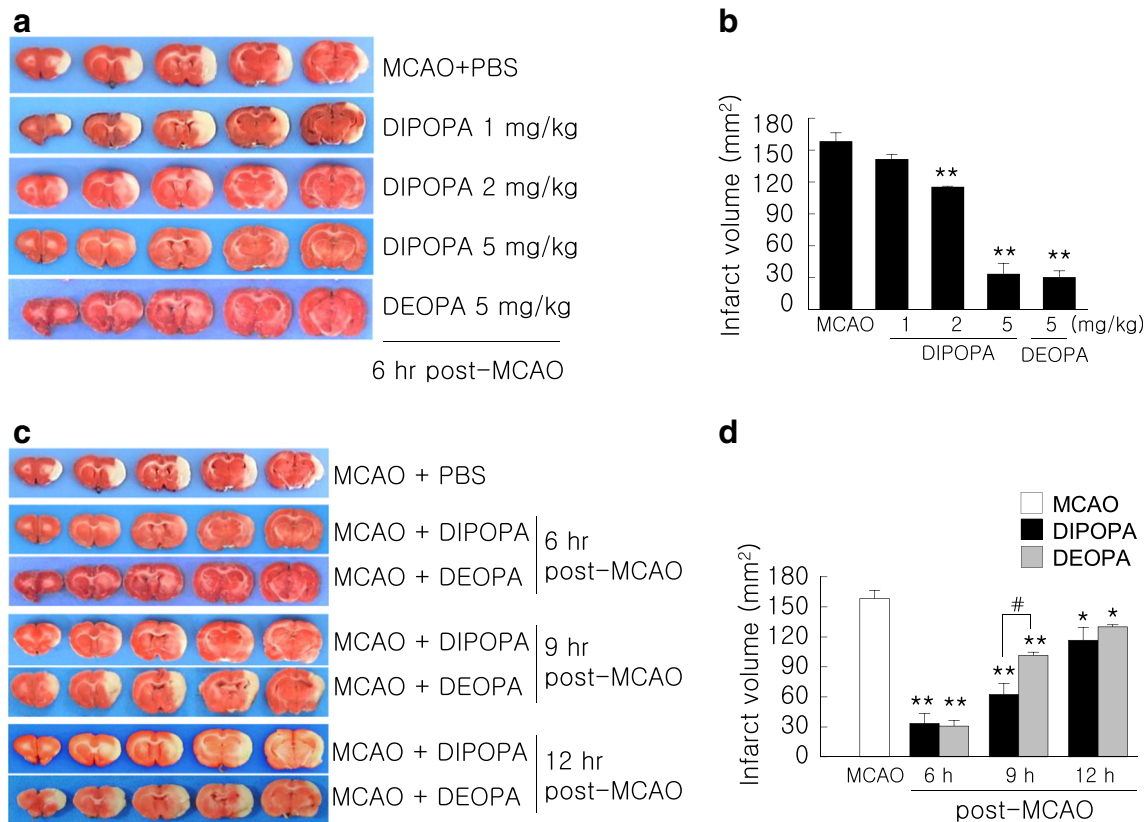 a
MCAO+PBS
DIPOPA 1 mg/kg
DIPOPA 2 mg/kg
DIPOPA 5 mg/kg
DEOPA 5 mg/kg
6 hr post-MCAO
b
Infarct volume (mm²)
180
150
120
90
60
30
0
**
**
**
MCAO 1 2 5 5 (mg/kg)
DIPOPA DEOPA
c
MCAO + PBS
MCAO + DIPOPA
MCAO + DEOPA
6 hr
post-MCAO
MCAO + DIPOPA
MCAO + DEOPA
9 hr
post-MCAO
MCAO + DIPOPA
MCAO + DEOPA
12 hr
post-MCAO
d
MCAO
DIPOPA
DEOPA
Infarct volume (mm²)
180
150
120
90
60
30
0
** **
#
** **
* *
MCAO 6 h 9 h 12 h
post-MCAO